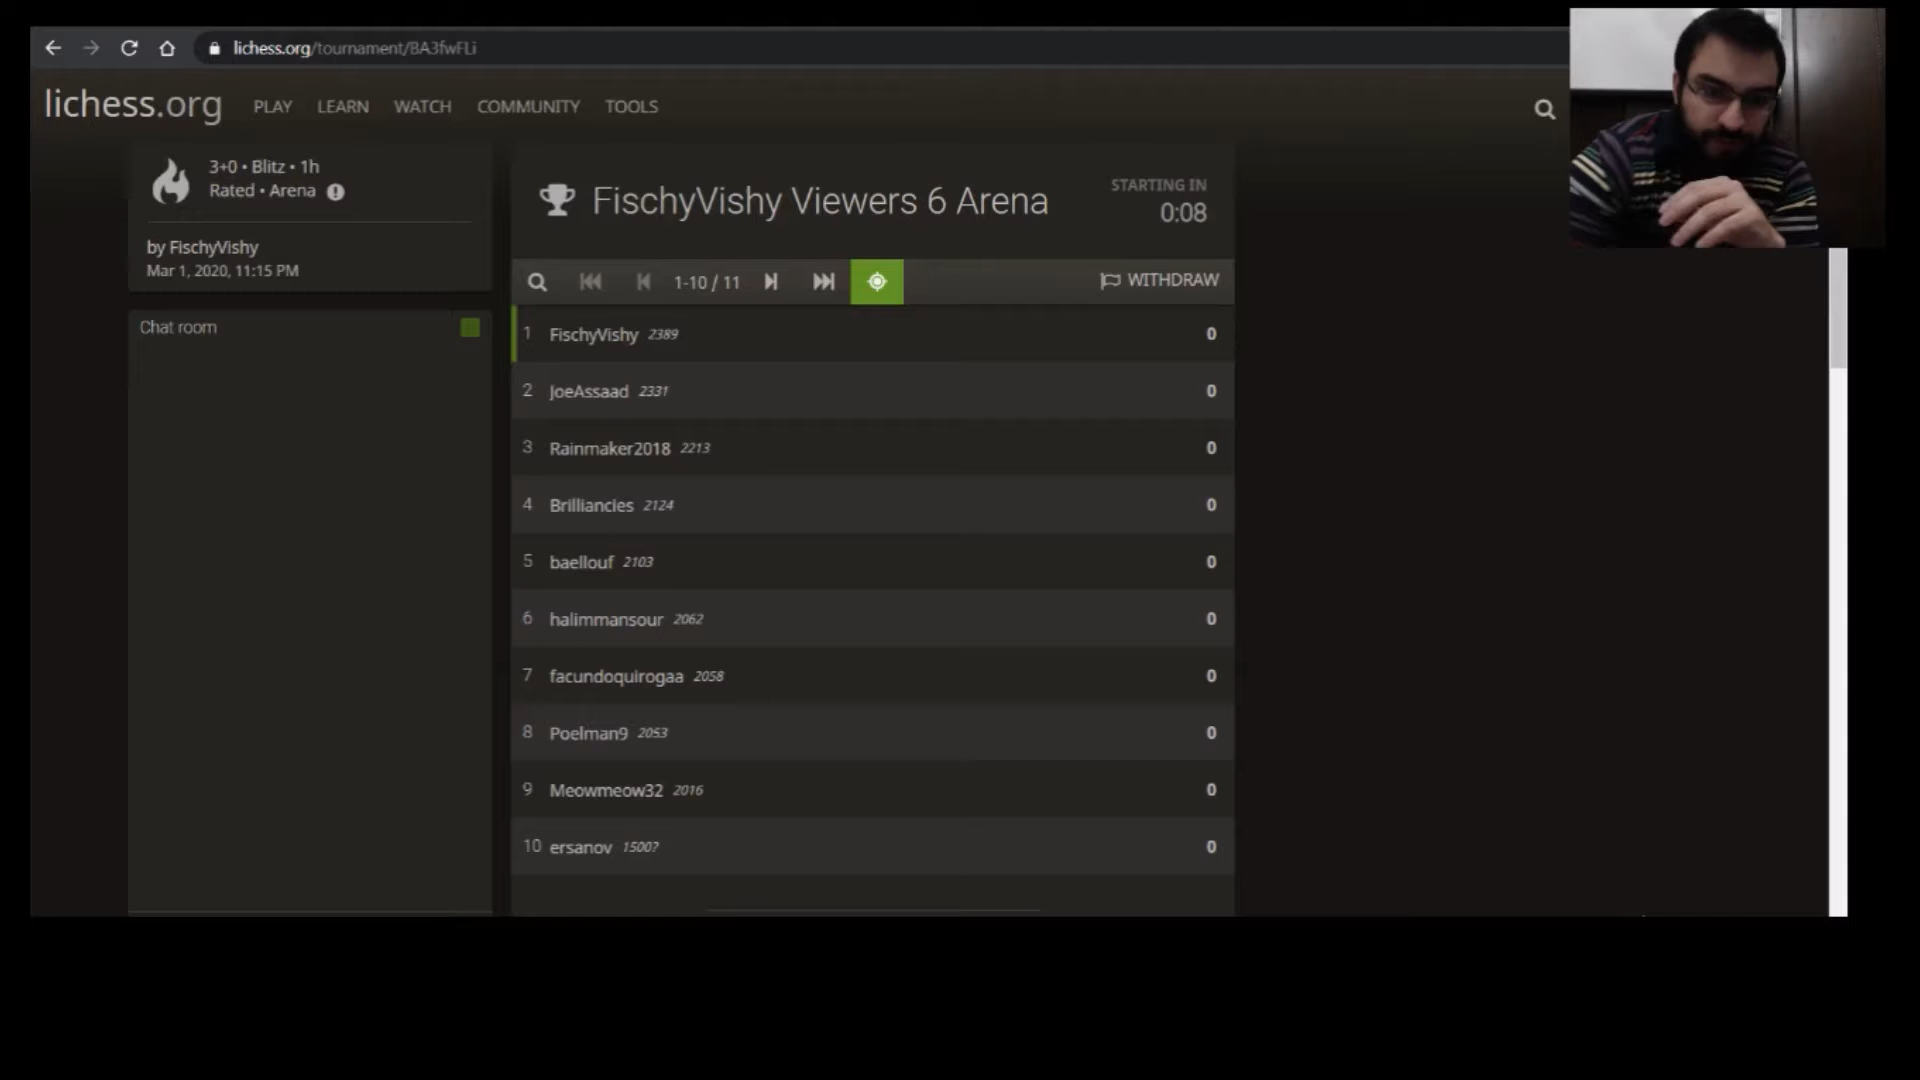 lichess.org/tournament/BA3fwFLi
lichess.org PLAY LEARN WATCH COMMUNITY TOOLS
3+0 • Blitz • 1h
Rated • Arena
by FischyVishy
Mar 1, 2020, 11:15 PM
Chat room
FischyVishy Viewers 6 Arena
STARTING IN
0:08
1-10 / 11 WITHDRAW
1 FischyVishy 2389 0
2 JoeAssaad 2331 0
3 Rainmaker2018 2213 0
4 Brilliancies 2124 0
5 baellouf 2103 0
6 halimmansour 2062 0
7 facundoquirogaa 2058 0
8 Poelman9 2053 0
9 Meowmeow32 2016 0
10 ersanov 1500? 0